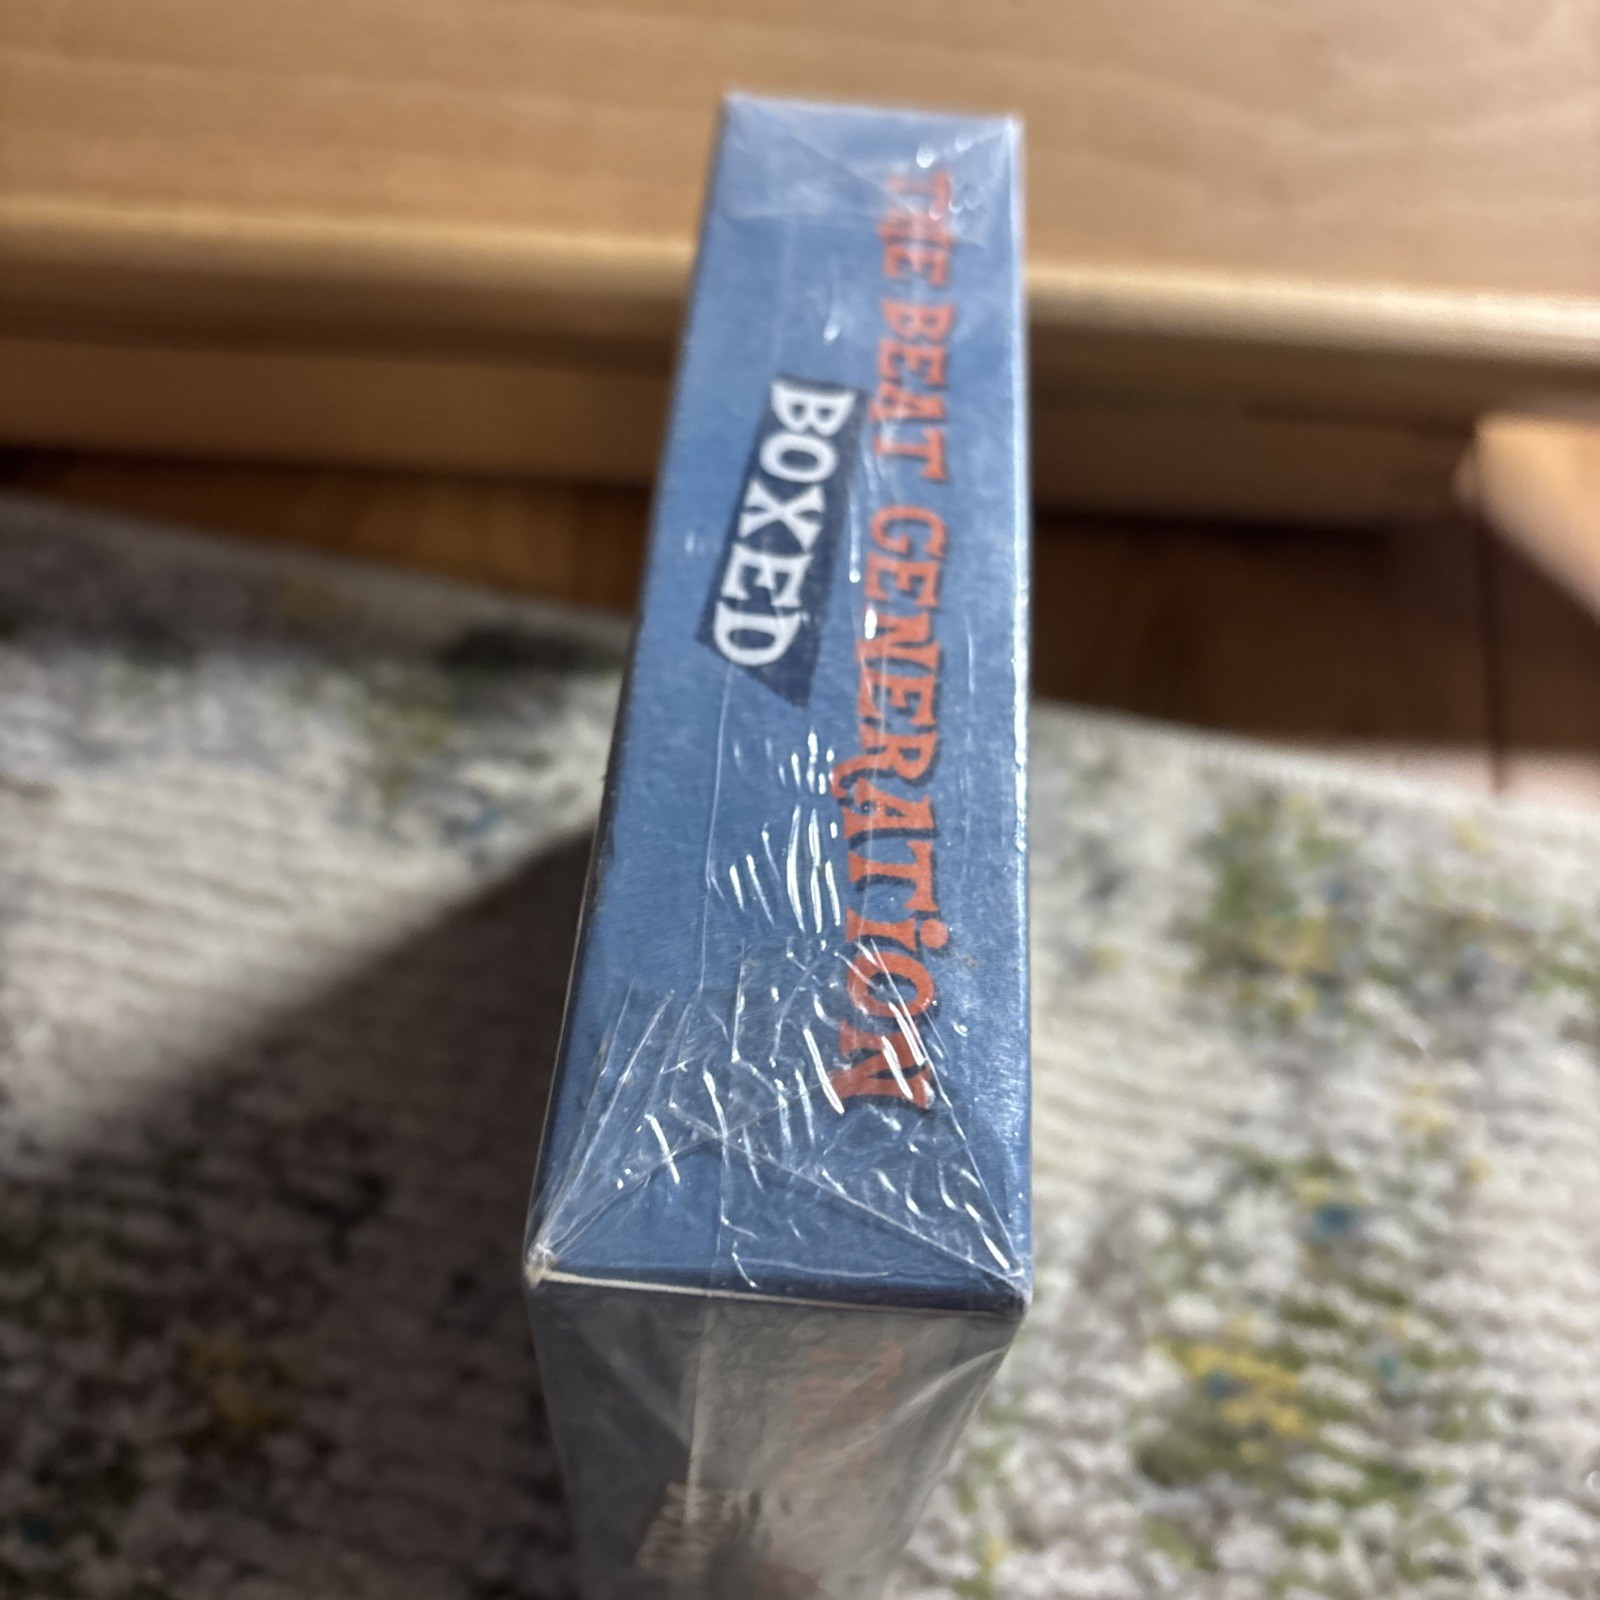 THE BEAT GENERATION
BOXED